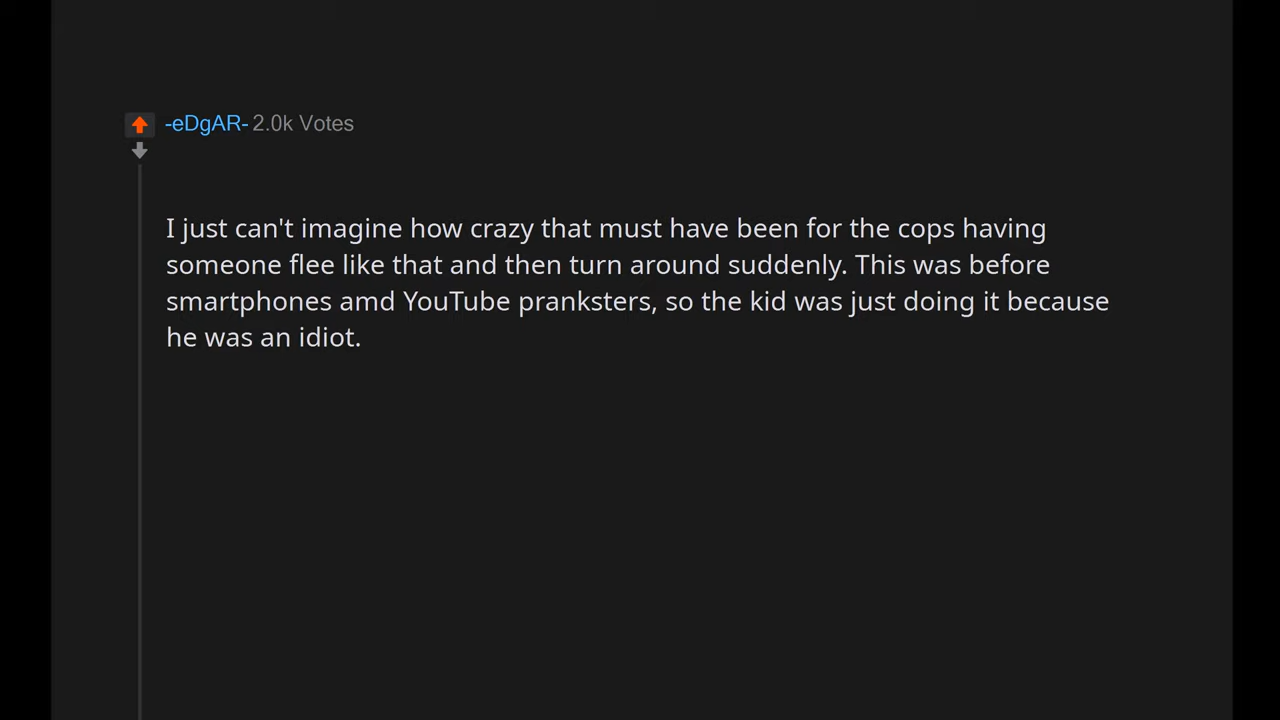 -eDgAR- 2.0k Votes
I just can't imagine how crazy that must have been for the cops having
someone flee like that and then turn around suddenly. This was before
smartphones amd YouTube pranksters, so the kid was just doing it because
he was an idiot.